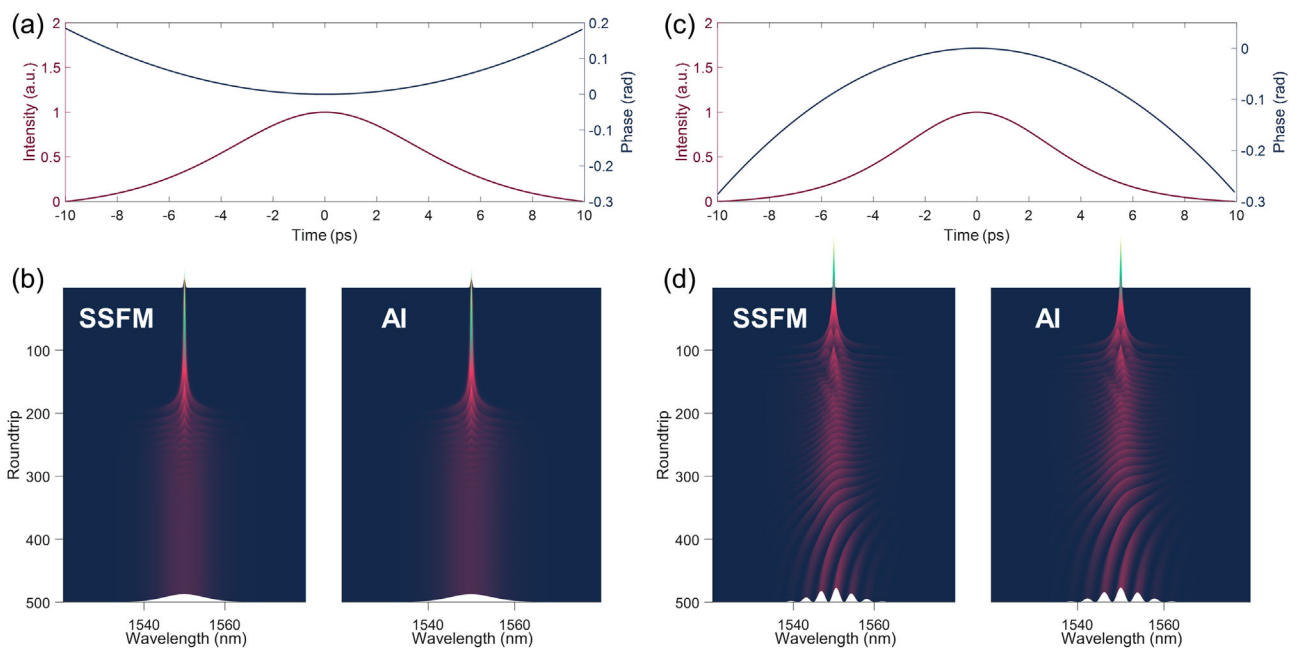 (a)
2
1.5
1
0.5
0
Intensity (a.u.)
0.2
0.1
0
-0.1
-0.2
-0.3
Phase (rad)
-10 -8 -6 -4 -2 0 2 4 6 8 10
Time (ps)
(c)
2
1.5
1
0.5
0
Intensity (a.u.)
0
-0.1
-0.2
-0.3
Phase (rad)
-10 -8 -6 -4 -2 0 2 4 6 8 10
Time (ps)
(b)
SSFM
AI
100
200
300
400
500
Roundtrip
1540 1560
Wavelength (nm)
1540 1560
Wavelength (nm)
(d)
SSFM
AI
100
200
300
400
500
Roundtrip
1540 1560
Wavelength (nm)
1540 1560
Wavelength (nm)